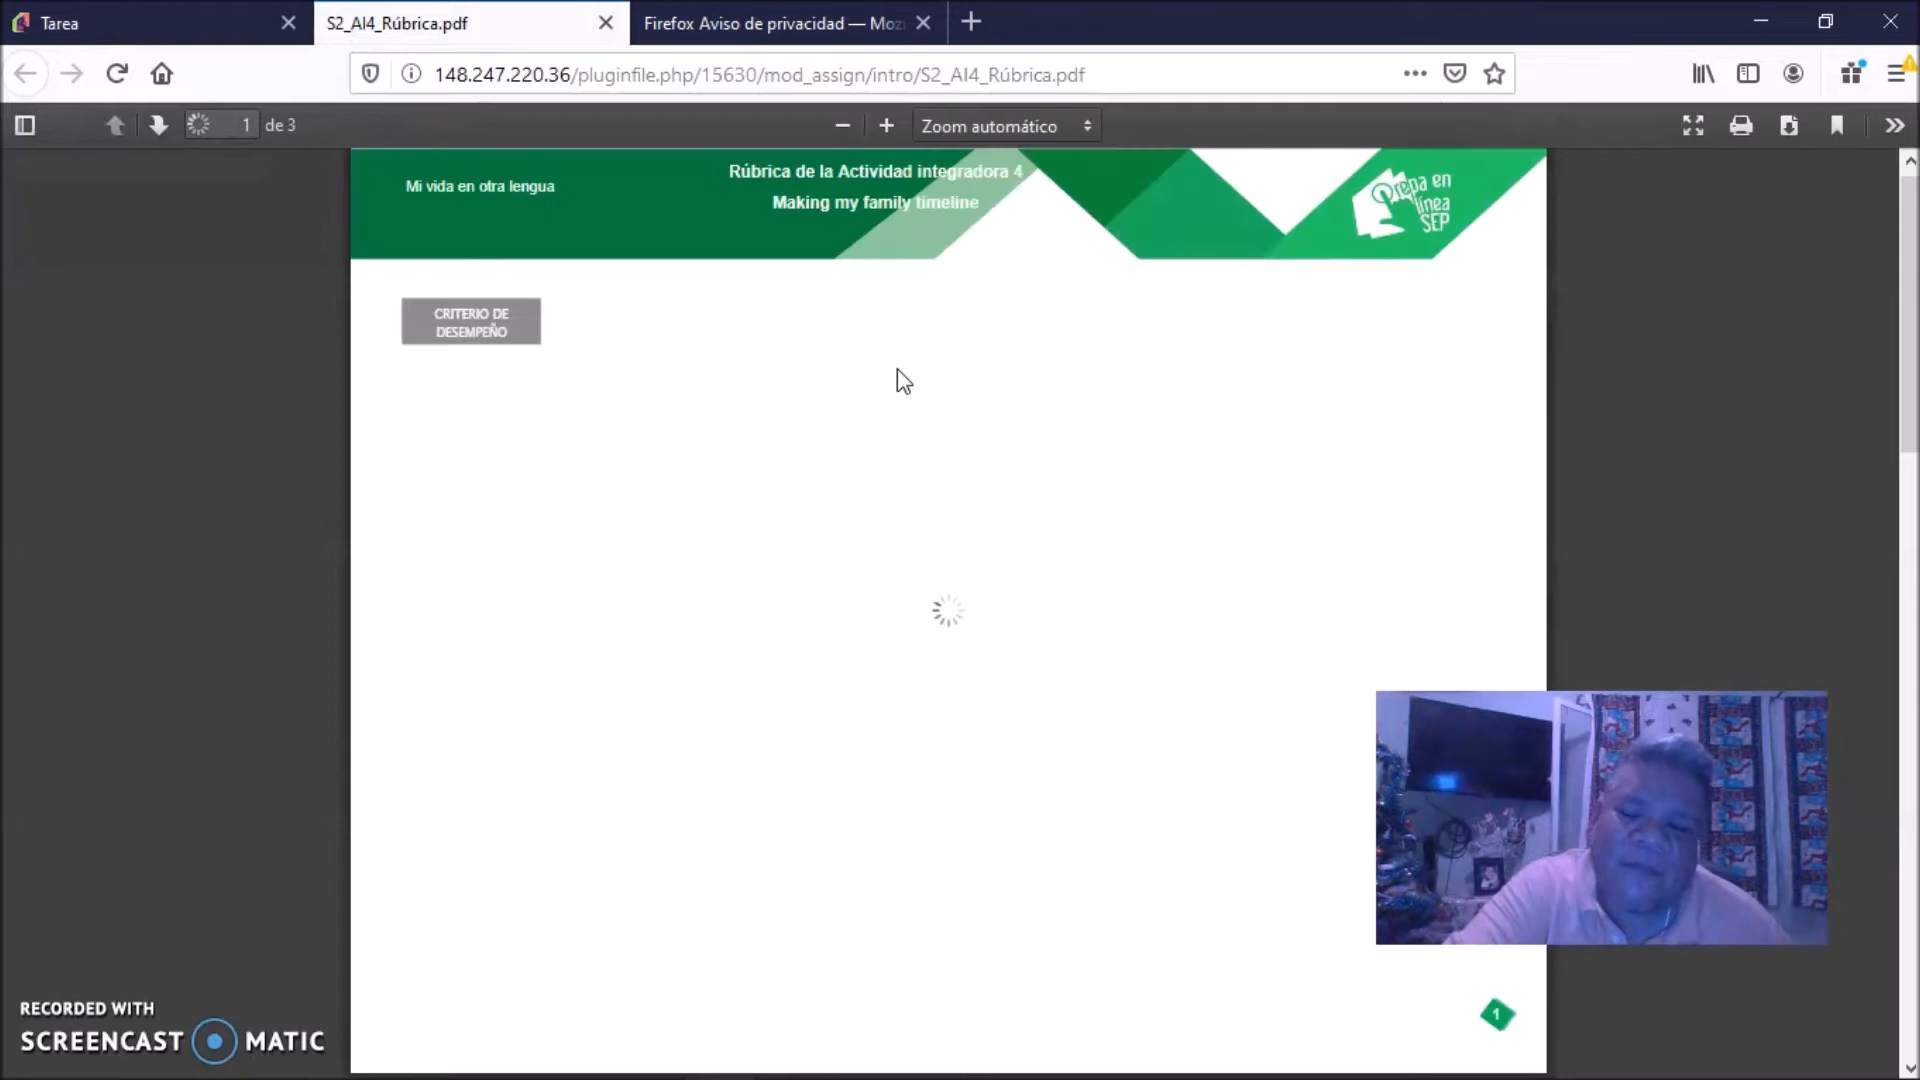 Tarea
S2_AI4_Rúbrica.pdf
Firefox Aviso de privacidad — Moz
148.247.220.36/pluginfile.php/15630/mod_assign/intro/S2_AI4_Rúbrica.pdf
1 de 3
Zoom automático
Mi vida en otra lengua
Rúbrica de la Actividad integradora 4
Making my family timeline
Prepa en
línea
SEP
CRITERIO DE
DESEMPEÑO
1
RECORDED WITH
SCREENCAST MATIC